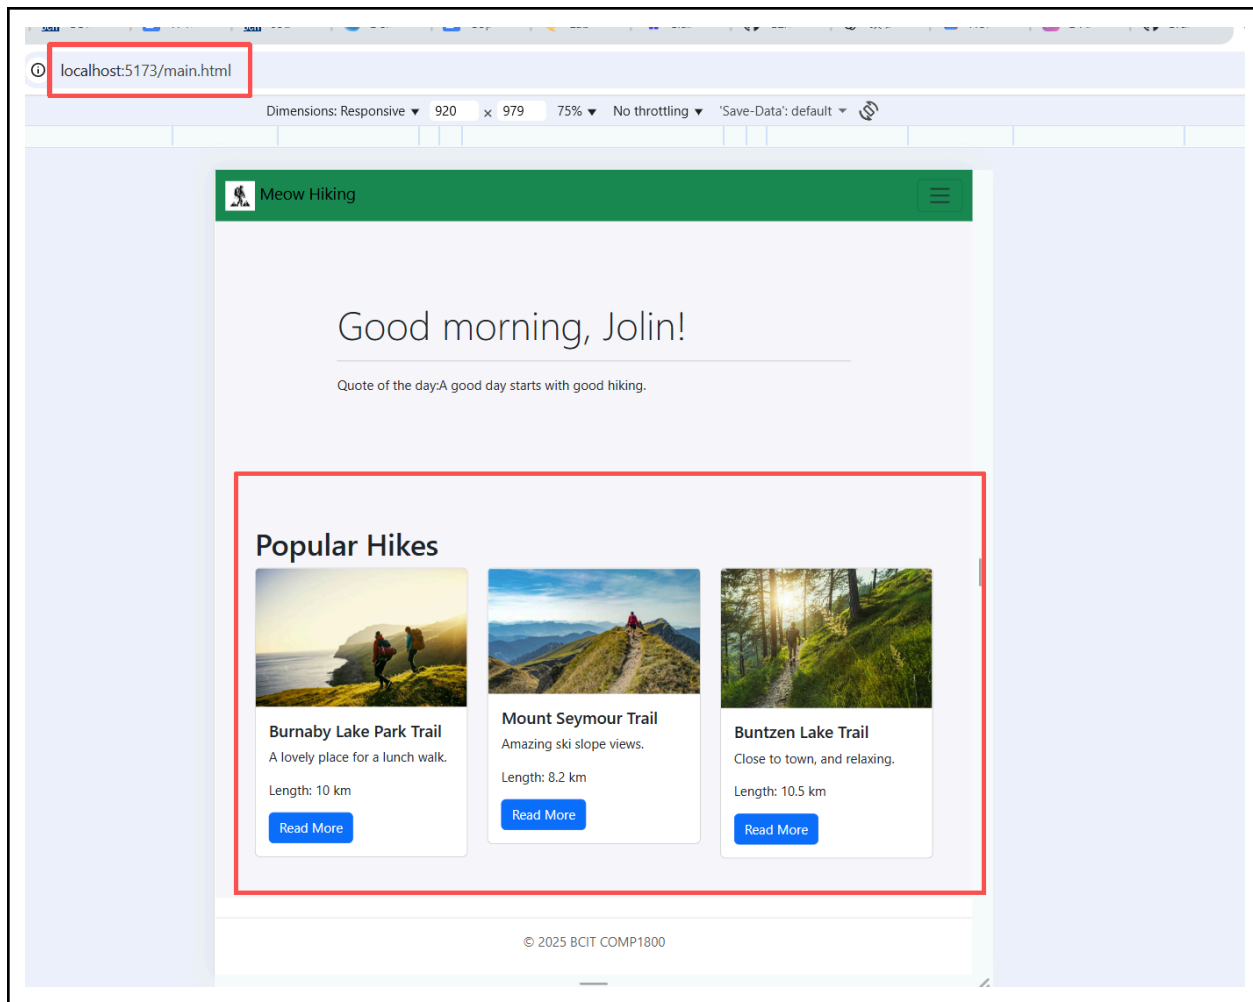 localhost:5173/main.html
Dimensions: Responsive ▼ 920 × 979 75% ▼ No throttling ▼ 'Save-Data': default ▼
Meow Hiking
Good morning, Jolin!
Quote of the day:A good day starts with good hiking.
Popular Hikes
Burnaby Lake Park Trail
A lovely place for a lunch walk.
Length: 10 km
Read More
Mount Seymour Trail
Amazing ski slope views.
Length: 8.2 km
Read More
Buntzen Lake Trail
Close to town, and relaxing.
Length: 10.5 km
Read More
© 2025 BCIT COMP1800